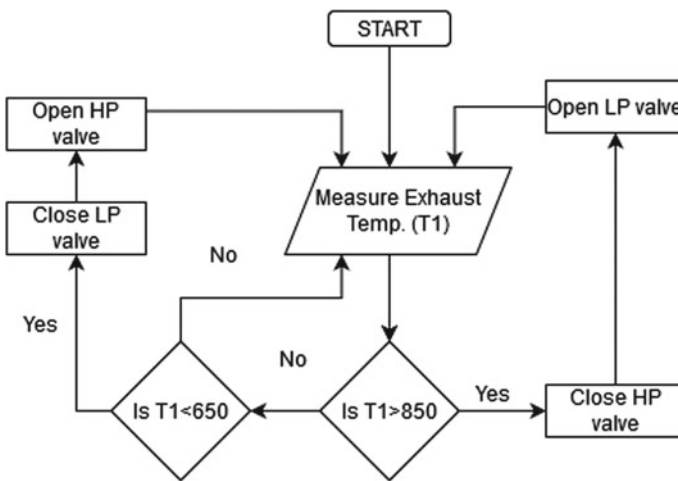 START
Open HP
valve
Open LP valve
Measure Exhaust
Temp. (T1)
Close LP
valve
No
Yes
No
Is T1<650
Is T1>850
Yes
Close HP
valve